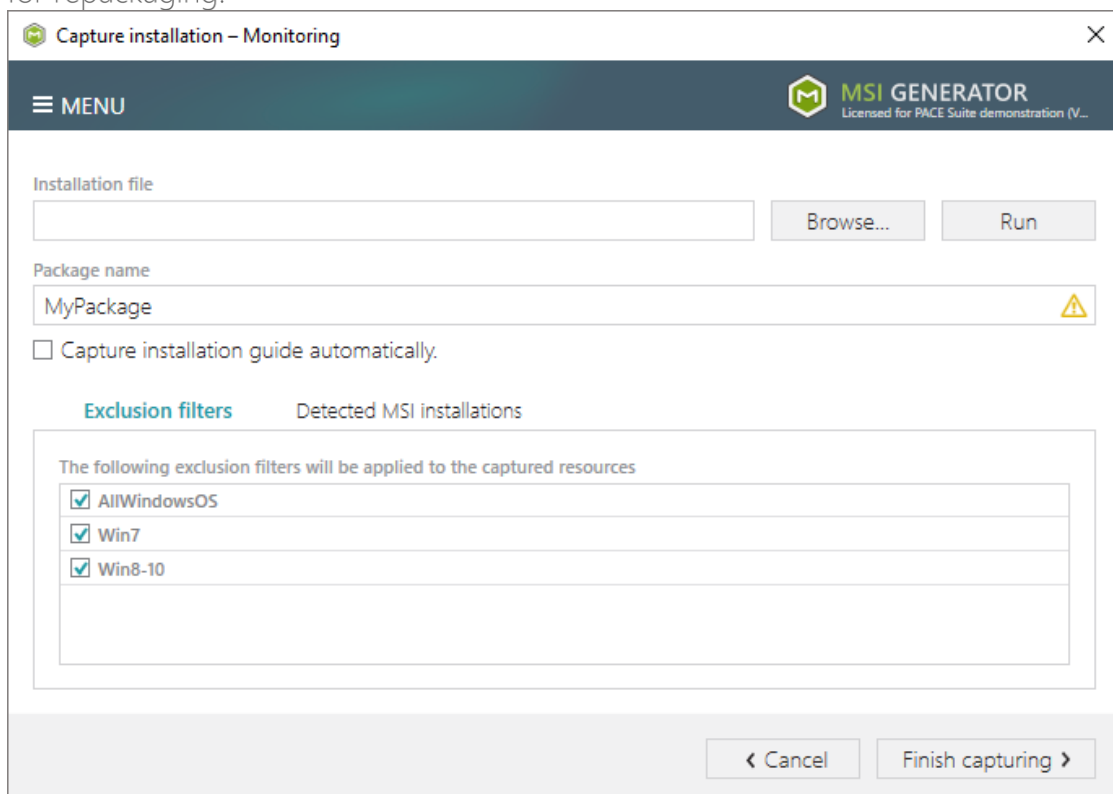 for repackaging.
Capture installation – Monitoring
MENU
MSI GENERATOR
Licensed for PACE Suite demonstration (V...
Installation file
Browse...
Run
Package name
MyPackage
Capture installation guide automatically.
Exclusion filters
Detected MSI installations
The following exclusion filters will be applied to the captured resources
AllWindowsOS
Win7
Win8-10
Cancel
Finish capturing